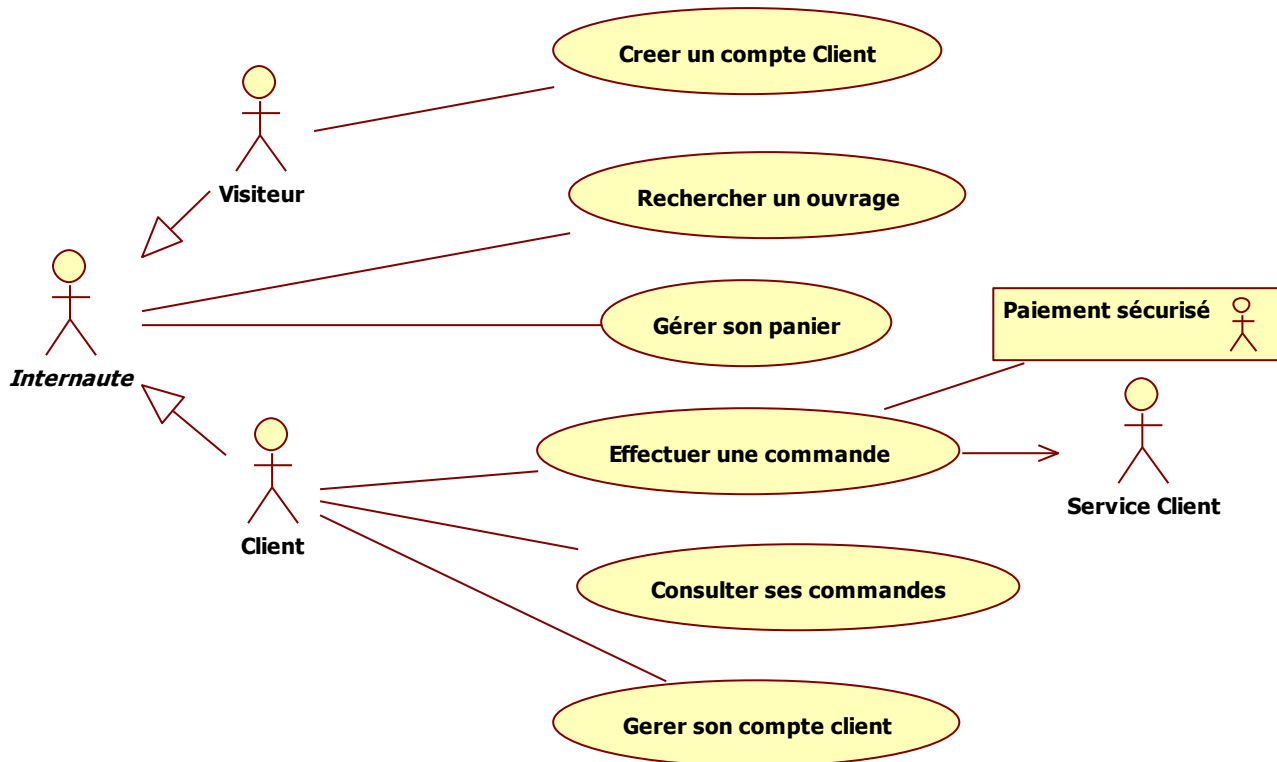 Creer un compte Client
Visiteur
Rechercher un ouvrage
Paiement sécurisé
Gérer son panier
Internaute
Effectuer une commande
Service Client
Client
Consulter ses commandes
Gerer son compte client